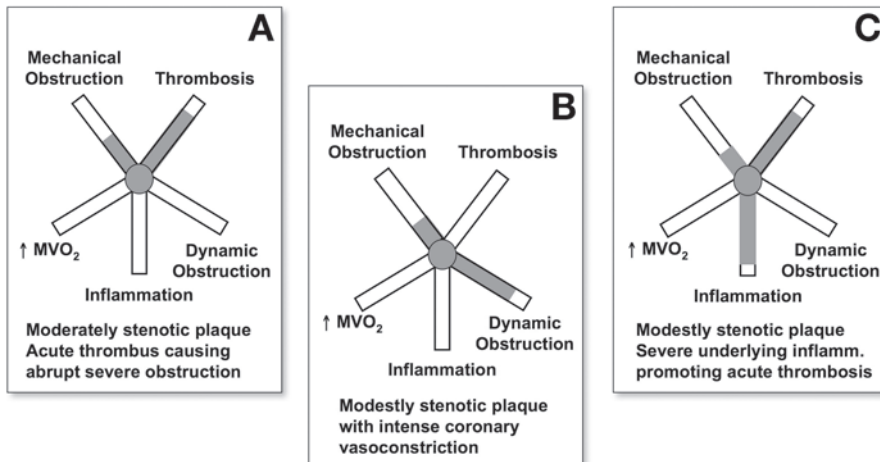 A
Mechanical
Obstruction
Thrombosis
↑ MVO₂
Dynamic
Obstruction
Inflammation
Moderately stenotic plaque
Acute thrombus causing
abrupt severe obstruction
B
Mechanical
Obstruction
Thrombosis
↑ MVO₂
Dynamic
Obstruction
Inflammation
Modestly stenotic plaque
with intense coronary
vasoconstriction
C
Mechanical
Obstruction
Thrombosis
↑ MVO₂
Dynamic
Obstruction
Inflammation
Modestly stenotic plaque
Severe underlying inflamm.
promoting acute thrombosis